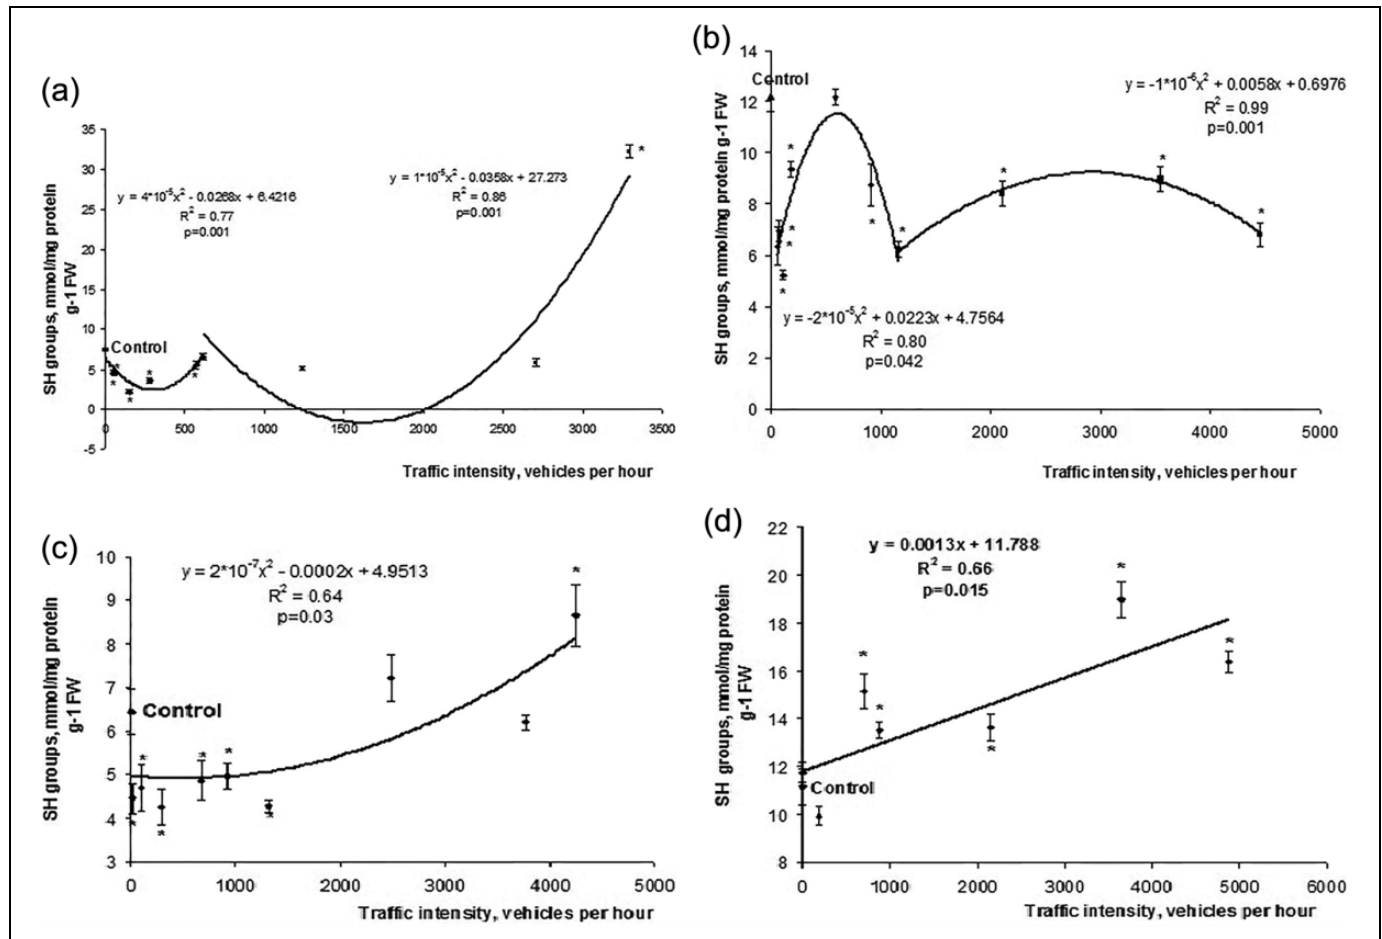 (a)
SH groups, mmol/mg protein
g-1 FW
35
30
25
20
15
10
5
0
-5
y = 4*10⁻⁵x² - 0.0268x + 6.4216
R² = 0.77
p=0.001
y = 1*10⁻⁵x² - 0.0358x + 27.273
R² = 0.86
p=0.001
Control
* * * * * * *
0 500 1000 1500 2000 2500 3000 3500
Traffic intensity, vehicles per hour
(b)
SH groups, mmol/mg protein g-1 FW
14
12
10
8
6
4
2
0
Control
y = -1*10⁻⁶x² + 0.0058x + 0.6976
R² = 0.99
p=0.001
y = -2*10⁻⁵x² + 0.0223x + 4.7564
R² = 0.80
p=0.042
* * * * * * * * *
0 1000 2000 3000 4000 5000
Traffic intensity, vehicles per hour
(c)
SH groups, mmol/mg protein
g-1 FW
10
9
8
7
6
5
4
3
y = 2*10⁻⁷x² - 0.0002x + 4.9513
R² = 0.64
p=0.03
Control
* * * * * * *
0 1000 2000 3000 4000 5000
Traffic intensity, vehicles per hour
(d)
SH groups, mmol/mg protein
g-1 FW
22
20
18
16
14
12
10
8
y = 0.0013x + 11.788
R² = 0.66
p=0.015
Control
* * * * *
0 1000 2000 3000 4000 5000 6000
Traffic intensity, vehicles per hour